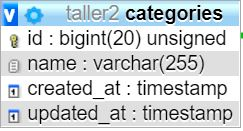 v taller2 categories
id : bigint(20) unsigned
name : varchar(255)
created_at : timestamp
updated_at : timestamp